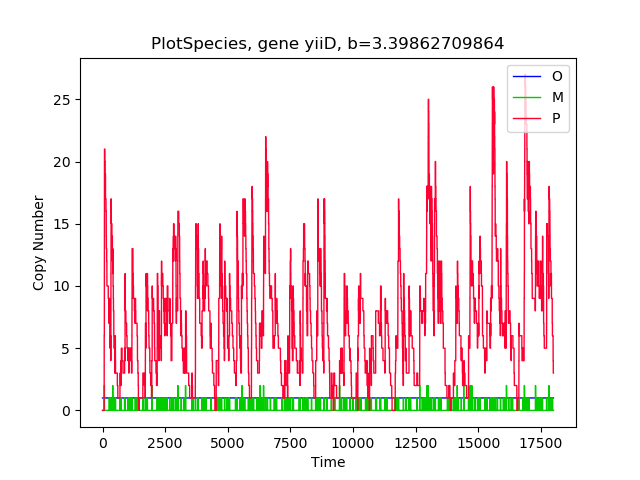 PlotSpecies, gene yiiD, b=3.39862709864
O
M
P
25
20
15
10
5
0
Copy Number
0 2500 5000 7500 10000 12500 15000 17500
Time